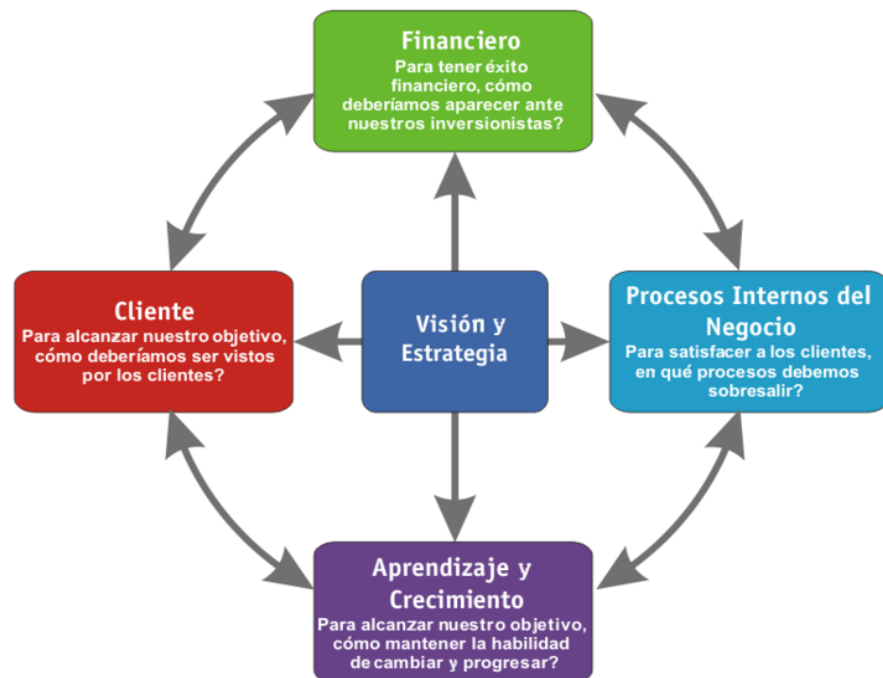 Financiero
Para tener éxito
financiero, cómo
deberíamos aparecer ante
nuestros inversionistas?
Cliente
Para alcanzar nuestro objetivo,
cómo deberíamos ser vistos
por los clientes?
Visión y
Estrategia
Procesos Internos del
Negocio
Para satisfacer a los clientes,
en qué procesos debemos
sobresalir?
Aprendizaje y
Crecimiento
Para alcanzar nuestro objetivo,
cómo mantener la habilidad
de cambiar y progresar?